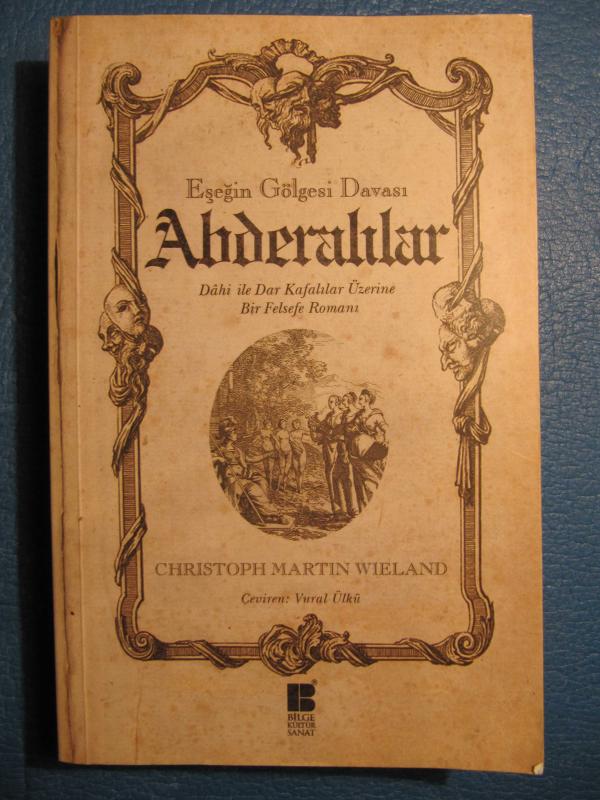 Eşeğin Gölgesi Davası
Abderalılar
Dâhi ile Dar Kafalılar Üzerine
Bir Felsefe Romanı
CHRISTOPH MARTIN WIELAND
Çeviren: Vural Ülkü
B®
BİLGE
KÜLTÜR
SANAT